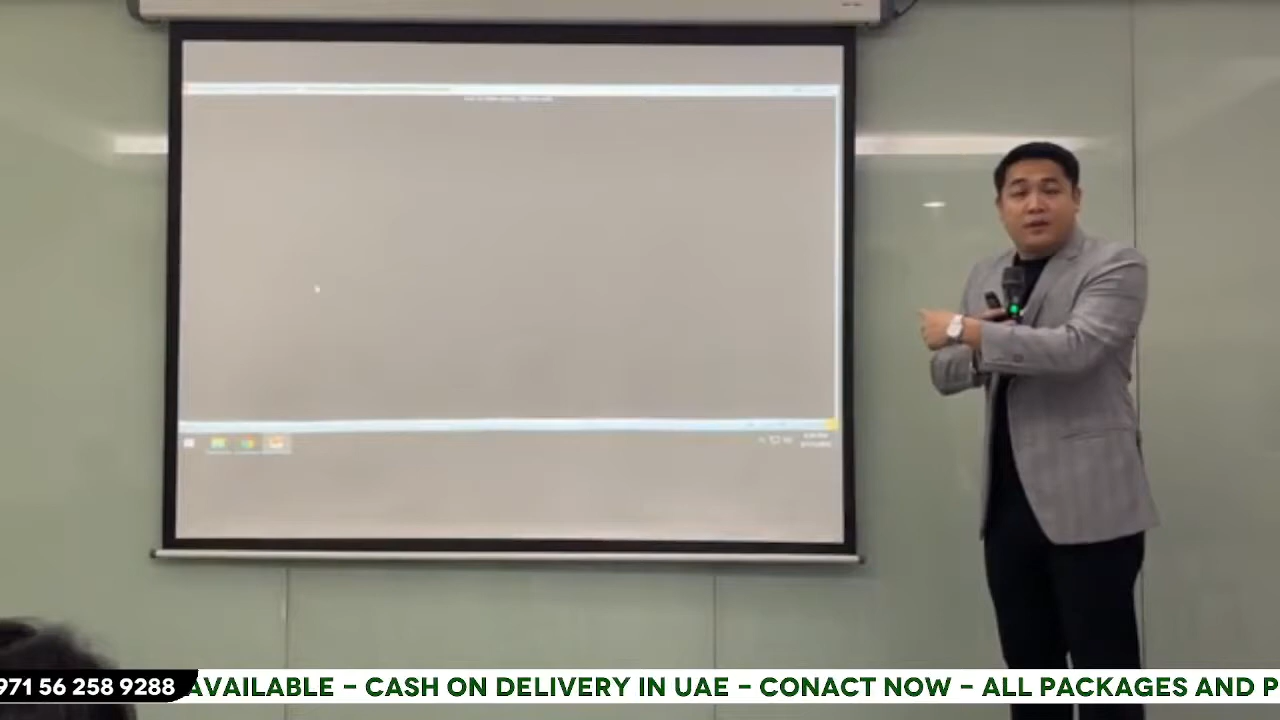 971 56 258 9288
AVAILABLE - CASH ON DELIVERY IN UAE - CONACT NOW - ALL PACKAGES AND P